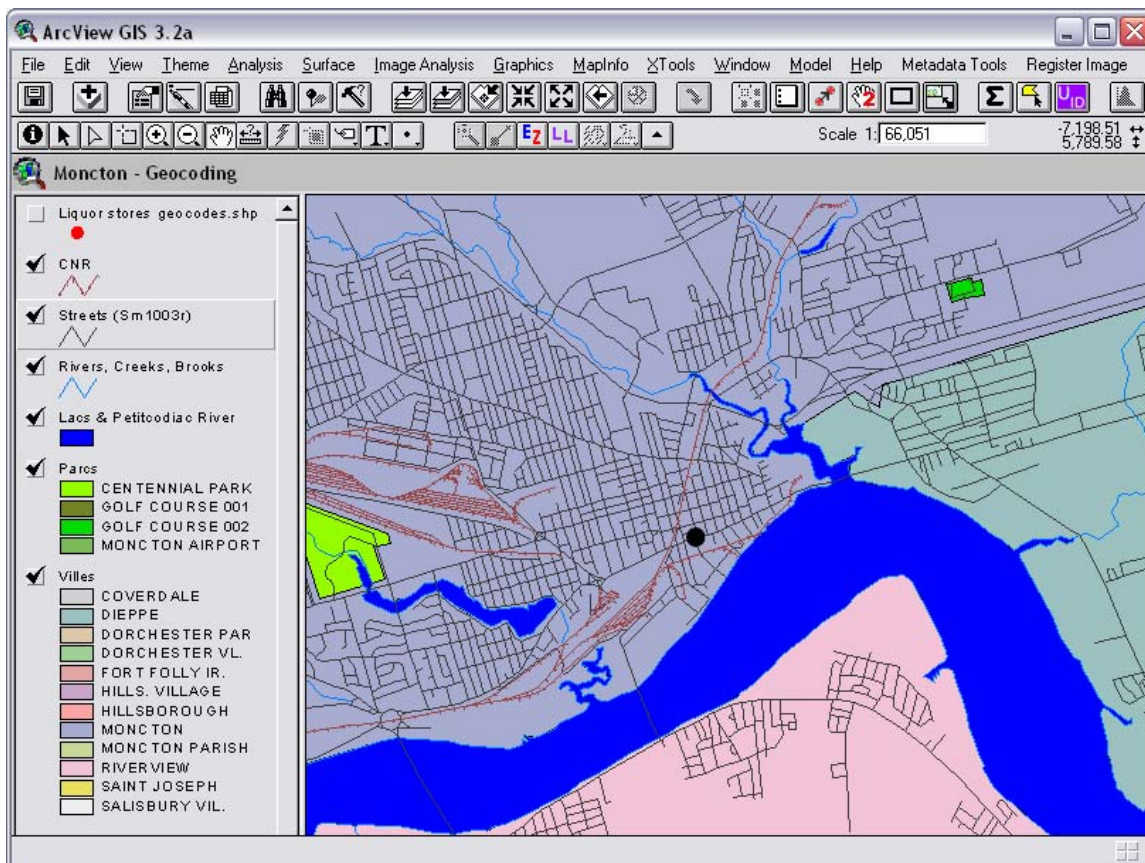 ArcView GIS 3.2a
File Edit View Theme Analysis Surface Image Analysis Graphics MapInfo XTools Window Model Help Metadata Tools Register Image
2 Σ U ID
T EZ LL Scale 1: 66,051 -7,198.51
5,789.58
Moncton - Geocoding
Liquor stores geocodes.shp
CNR
Streets (Sm1003r)
Rivers, Creeks, Brooks
Lacs & Petitcodiac River
Parcs
CENTENNIAL PARK
GOLF COURSE 001
GOLF COURSE 002
MONCTON AIRPORT
Villes
COVERDALE
DIEPPE
DORCHESTER PAR
DORCHESTER VL.
FORT FOLLY IR.
HILLS. VILLAGE
HILLSBOROUGH
MONCTON
MONCTON PARISH
RIVERVIEW
SAINT JOSEPH
SALISBURY VIL.